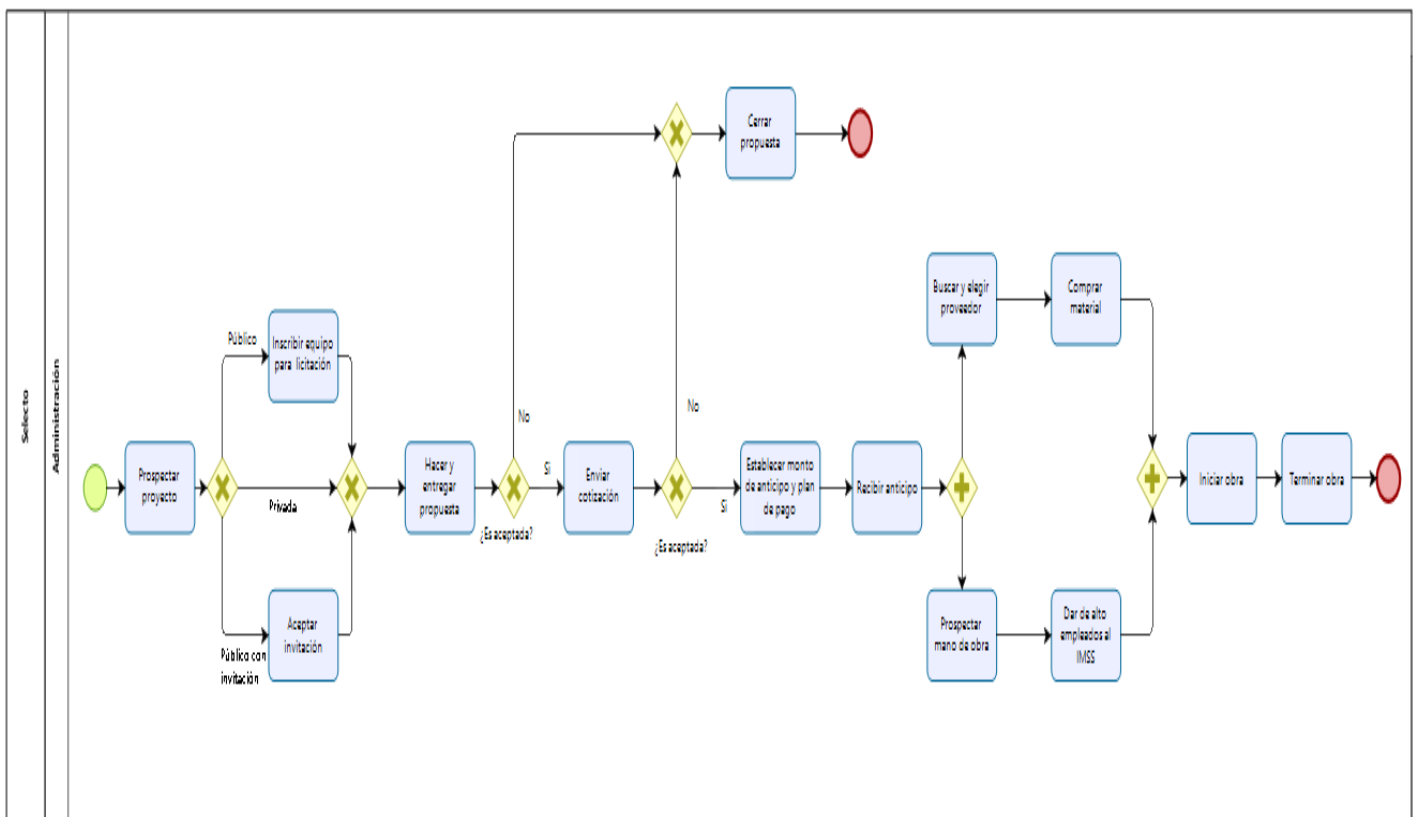 Selecto
Administración
Prospectar
proyecto
Público
Inscribir equipo
para licitación
Privada
Público con
invitación
Aceptar
invitación
Hacer y
entregar
propuesta
¿Es aceptada?
No
Si
Enviar
cotización
¿Es aceptada?
No
Si
Cerrar
propuesta
Establecer monto
de anticipo y plan
de pago
Recibir anticipo
Buscar y elegir
proveedor
Comprar
material
Prospectar
mano de obra
Dar de alto
empleados al
IMSS
Iniciar obra
Terminar obra